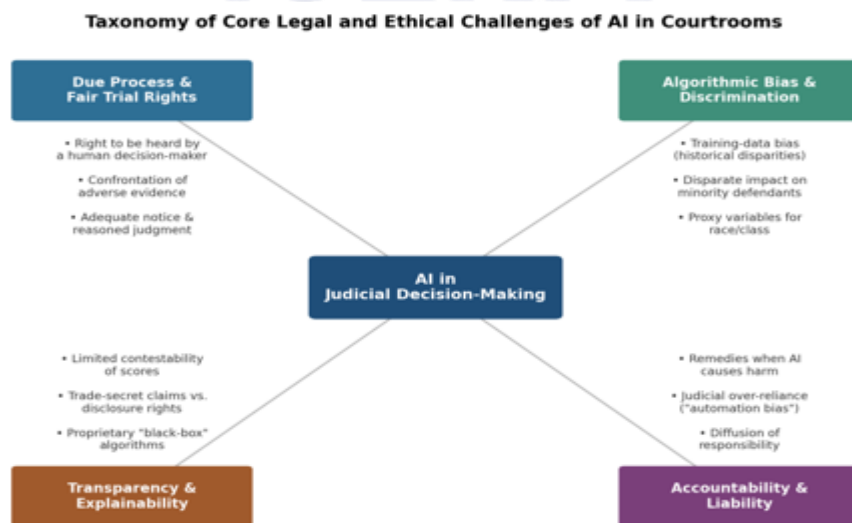 Taxonomy of Core Legal and Ethical Challenges of AI in Courtrooms
Due Process &
Fair Trial Rights
• Right to be heard by
a human decision-maker
• Confrontation of
adverse evidence
• Adequate notice &
reasoned judgment
Algorithmic Bias &
Discrimination
• Training-data bias
(historical disparities)
• Disparate impact on
minority defendants
• Proxy variables for
race/class
AI in
Judicial Decision-Making
• Limited contestability
of scores
• Trade-secret claims vs.
disclosure rights
• Proprietary "black-box"
algorithms
Transparency &
Explainability
• Remedies when AI
causes harm
• Judicial over-reliance
("automation bias")
• Diffusion of
responsibility
Accountability &
Liability